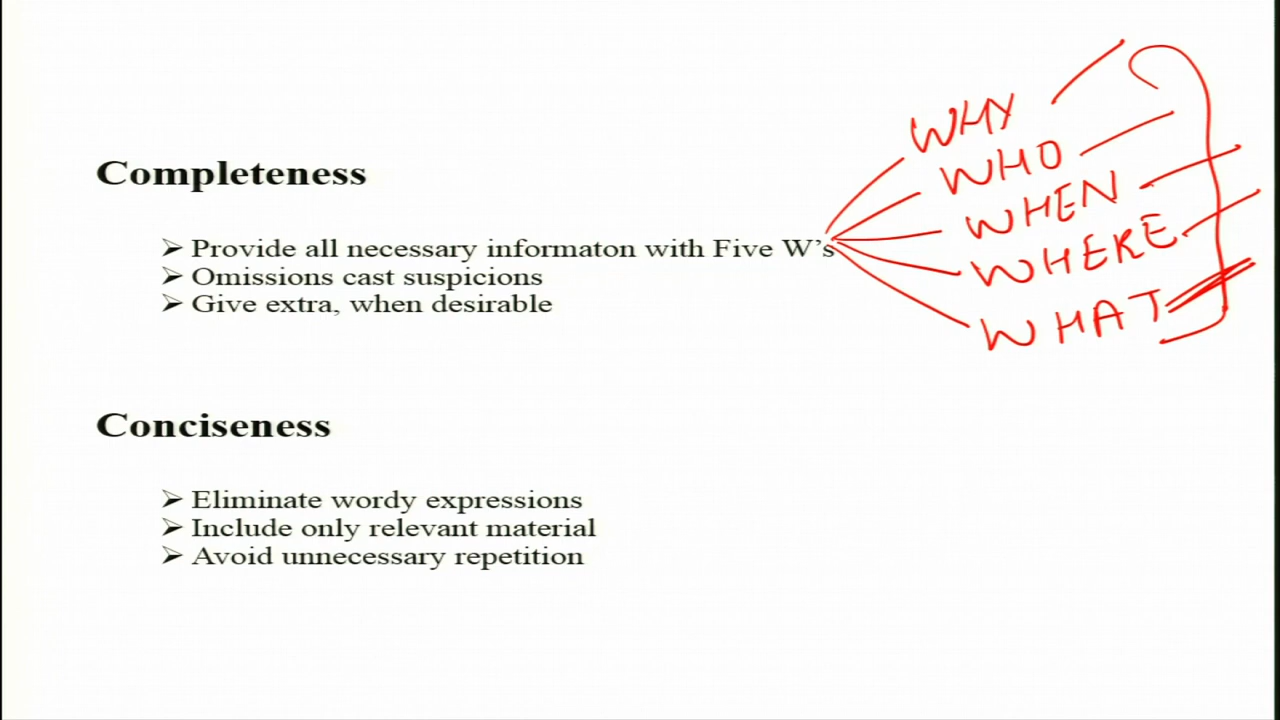 Completeness
➢ Provide all necessary informaton with Five W's
➢ Omissions cast suspicions
➢ Give extra, when desirable
WHY
WHO
WHEN
WHERE
WHAT
Conciseness
➢ Eliminate wordy expressions
➢ Include only relevant material
➢ Avoid unnecessary repetition